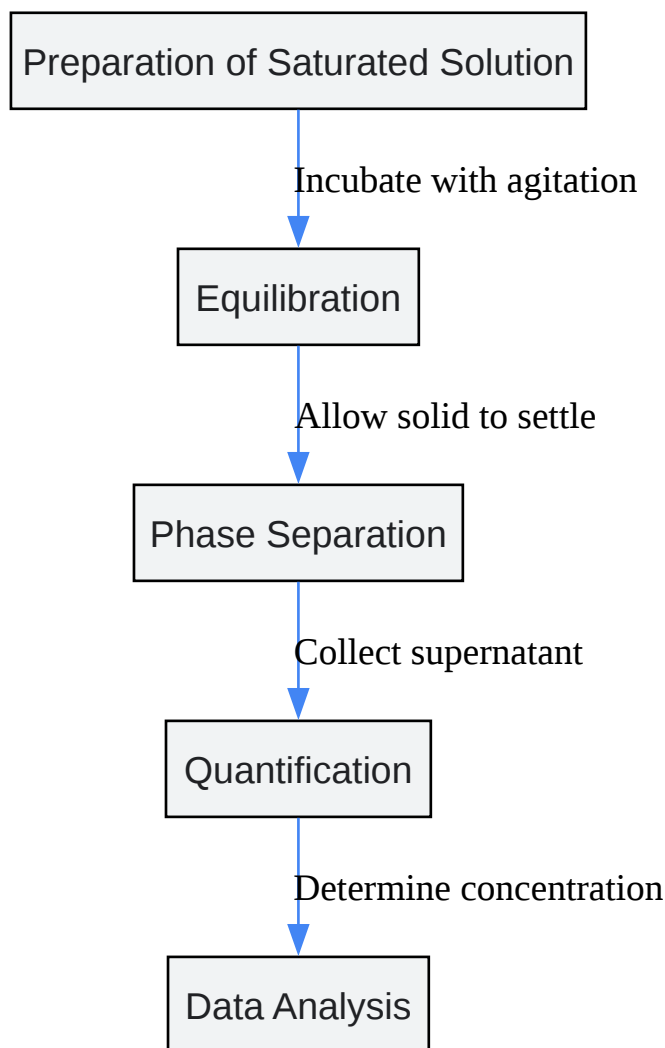 Preparation of Saturated Solution
Incubate with agitation
Equilibration
Allow solid to settle
Phase Separation
Collect supernatant
Quantification
Determine concentration
Data Analysis